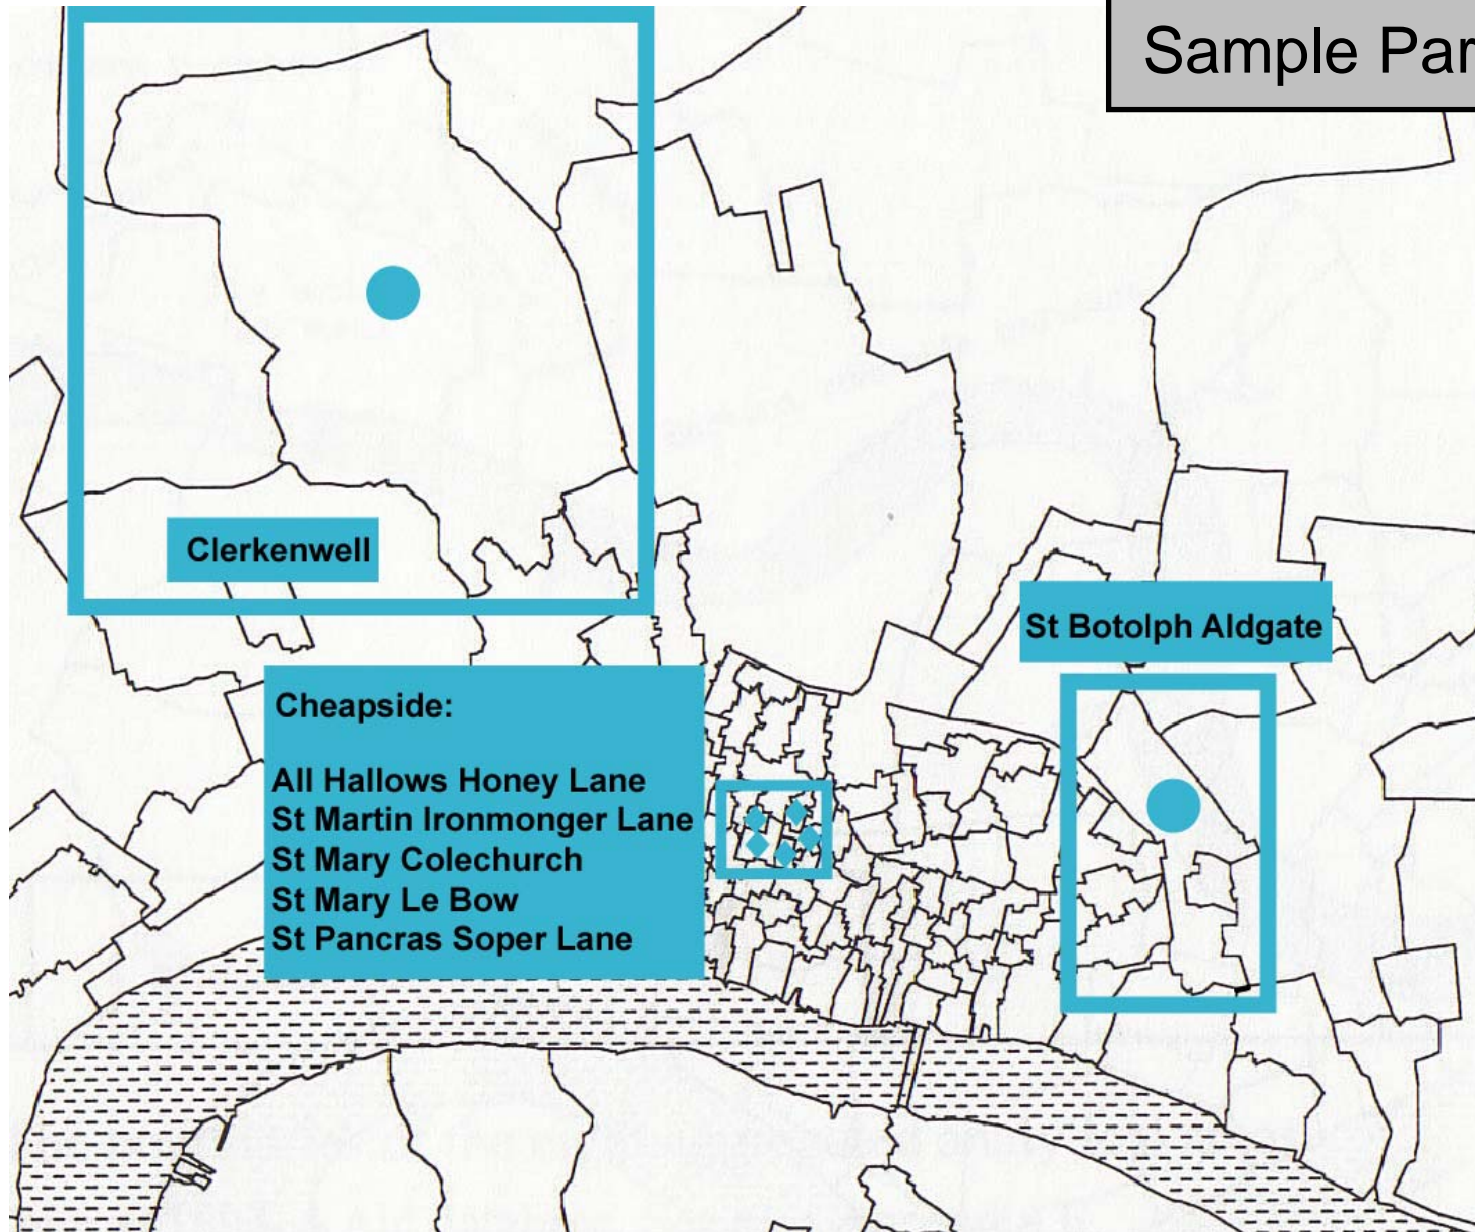 Sample Par
Clerkenwell
St Botolph Aldgate
Cheapside:
All Hallows Honey Lane
St Martin Ironmonger Lane
St Mary Colechurch
St Mary Le Bow
St Pancras Soper Lane